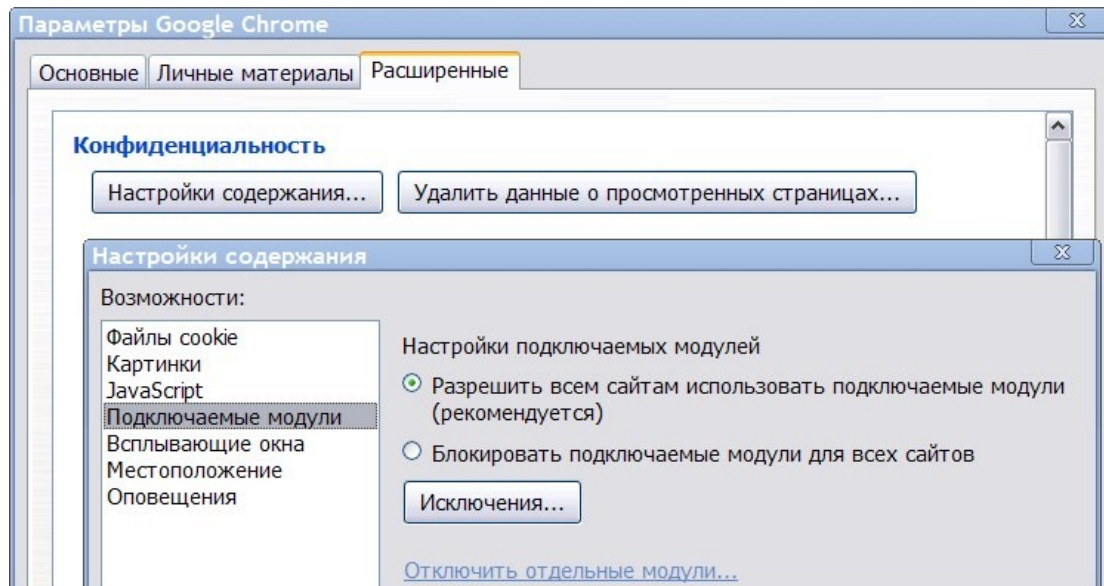 Параметры Google Chrome
Основные Личные материалы Расширенные
Конфиденциальность
Настройки содержания... Удалить данные о просмотренных страницах...
Настройки содержания
Возможности:
Файлы cookie
Картинки
JavaScript
Подключаемые модули
Всплывающие окна
Местоположение
Оповещения
Настройки подключаемых модулей
Разрешить всем сайтам использовать подключаемые модули
(рекомендуется)
Блокировать подключаемые модули для всех сайтов
Исключения...
Отключить отдельные модули...